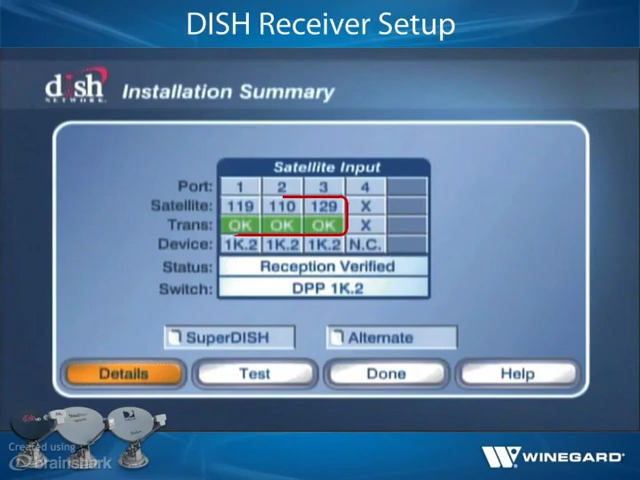 DISH Receiver Setup
dish
NETWORK
Installation Summary
Satellite Input
Port: 1 2 3 4
Satellite: 119 110 129 X
Trans: OK OK OK X
Device: 1K.2 1K.2 1K.2 N.C.
Status: Reception Verified
Switch: DPP 1K.2
SuperDISH Alternate
Details Test Done Help
Created using
brainshark
WINEGARD